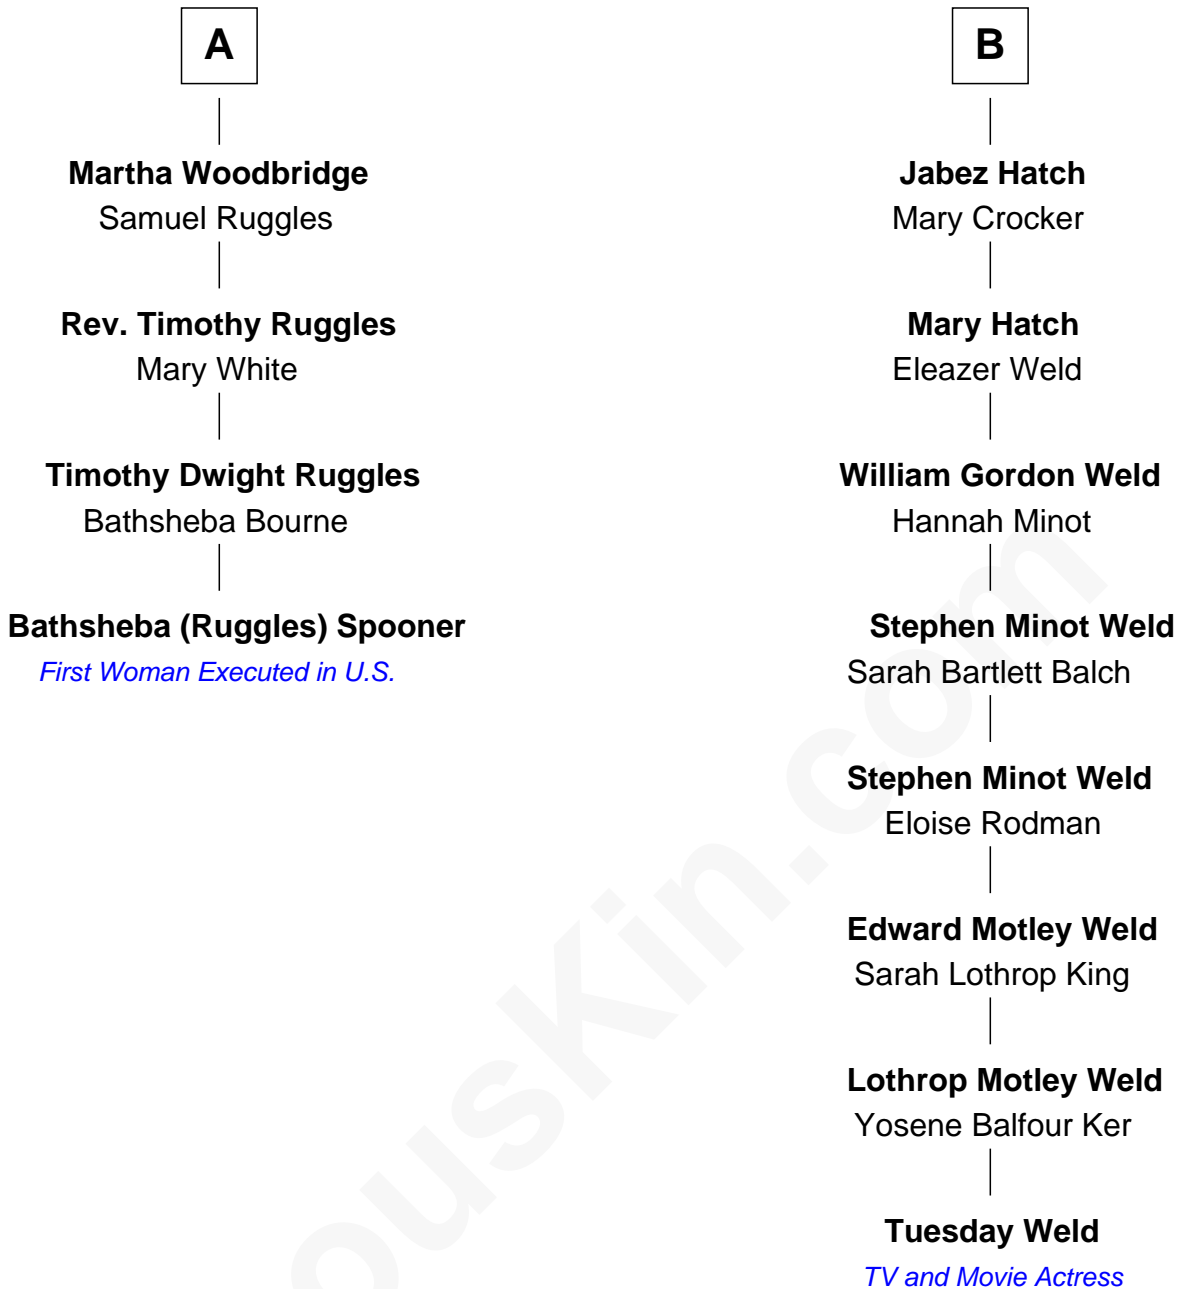 A
Martha Woodbridge
Samuel Ruggles
Rev. Timothy Ruggles
Mary White
Timothy Dwight Ruggles
Bathsheba Bourne
Bathsheba (Ruggles) Spooner
First Woman Executed in U.S.
B
Jabez Hatch
Mary Crocker
Mary Hatch
Eleazer Weld
William Gordon Weld
Hannah Minot
Stephen Minot Weld
Sarah Bartlett Balch
Stephen Minot Weld
Eloise Rodman
Edward Motley Weld
Sarah Lothrop King
Lothrop Motley Weld
Yosene Balfour Ker
Tuesday Weld
TV and Movie Actress
ousKin.com